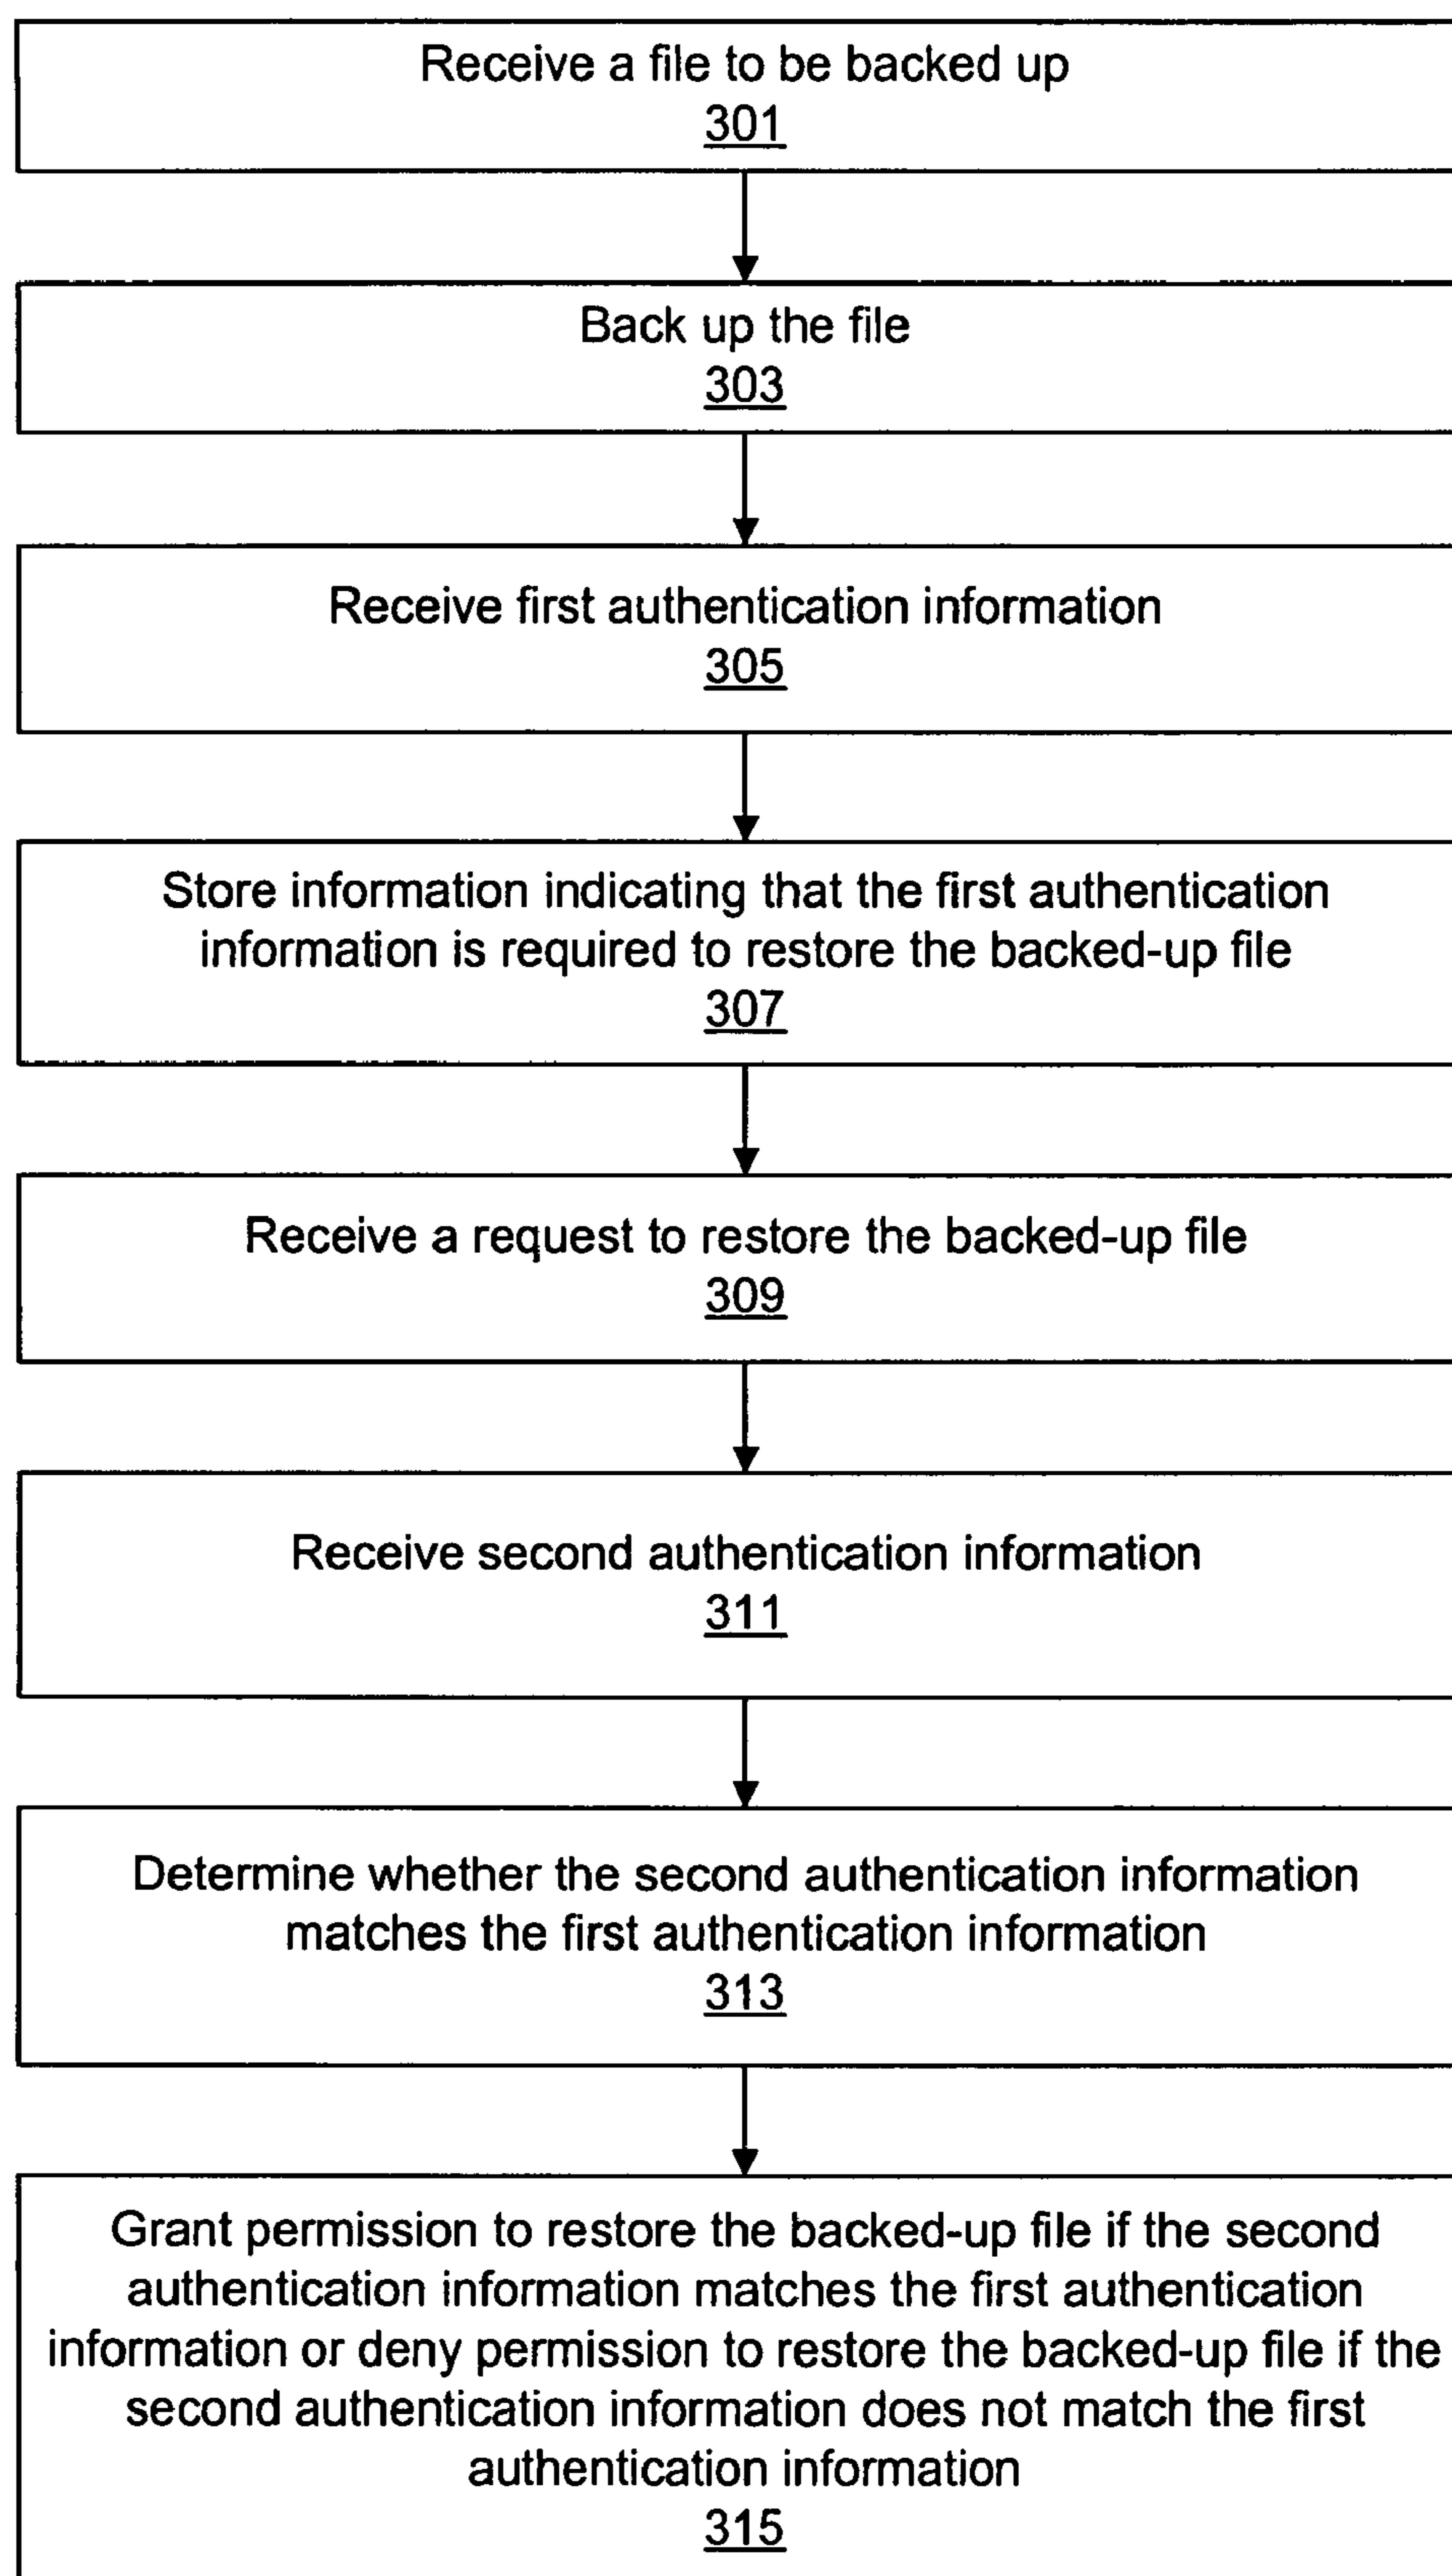 Receive a file to be backed up
301
Back up the file
303
Receive first authentication information
305
Store information indicating that the first authentication
information is required to restore the backed-up file
307
Receive a request to restore the backed-up file
309
Receive second authentication information
311
Determine whether the second authentication information
matches the first authentication information
313
Grant permission to restore the backed-up file if the second
authentication information matches the first authentication
information or deny permission to restore the backed-up file if the
second authentication information does not match the first
authentication information
315